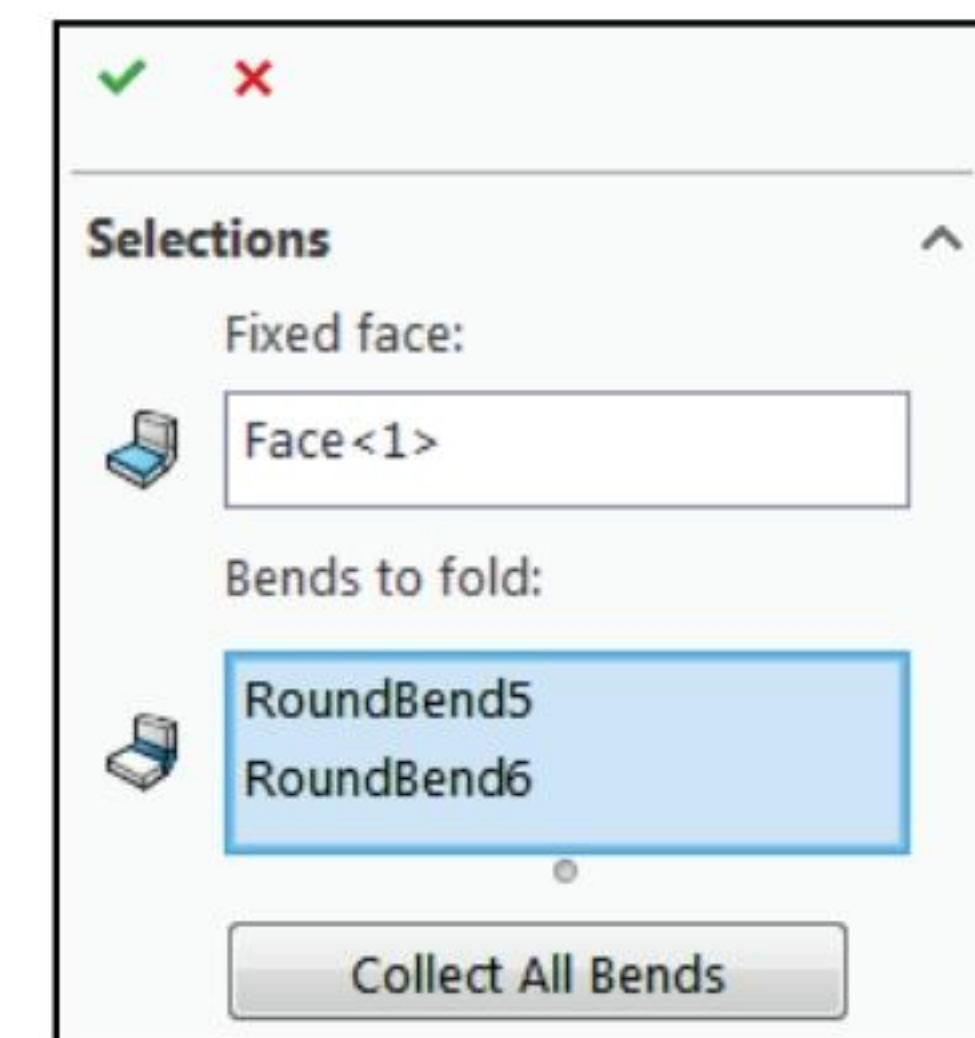 Selections
Fixed face:
Face<1>
Bends to fold:
RoundBend5
RoundBend6
Collect All Bends